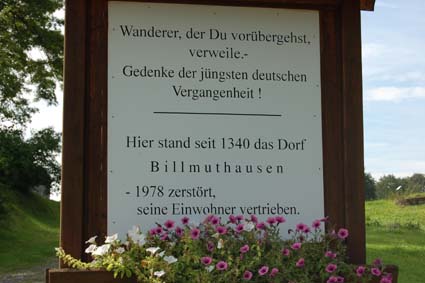 Wanderer, der Du vorübergehst,
verweile.-
Gedenke der jüngsten deutschen
Vergangenheit !
Hier stand seit 1340 das Dorf
Billmuthausen
- 1978 zerstört,
seine Einwohner vertrieben.